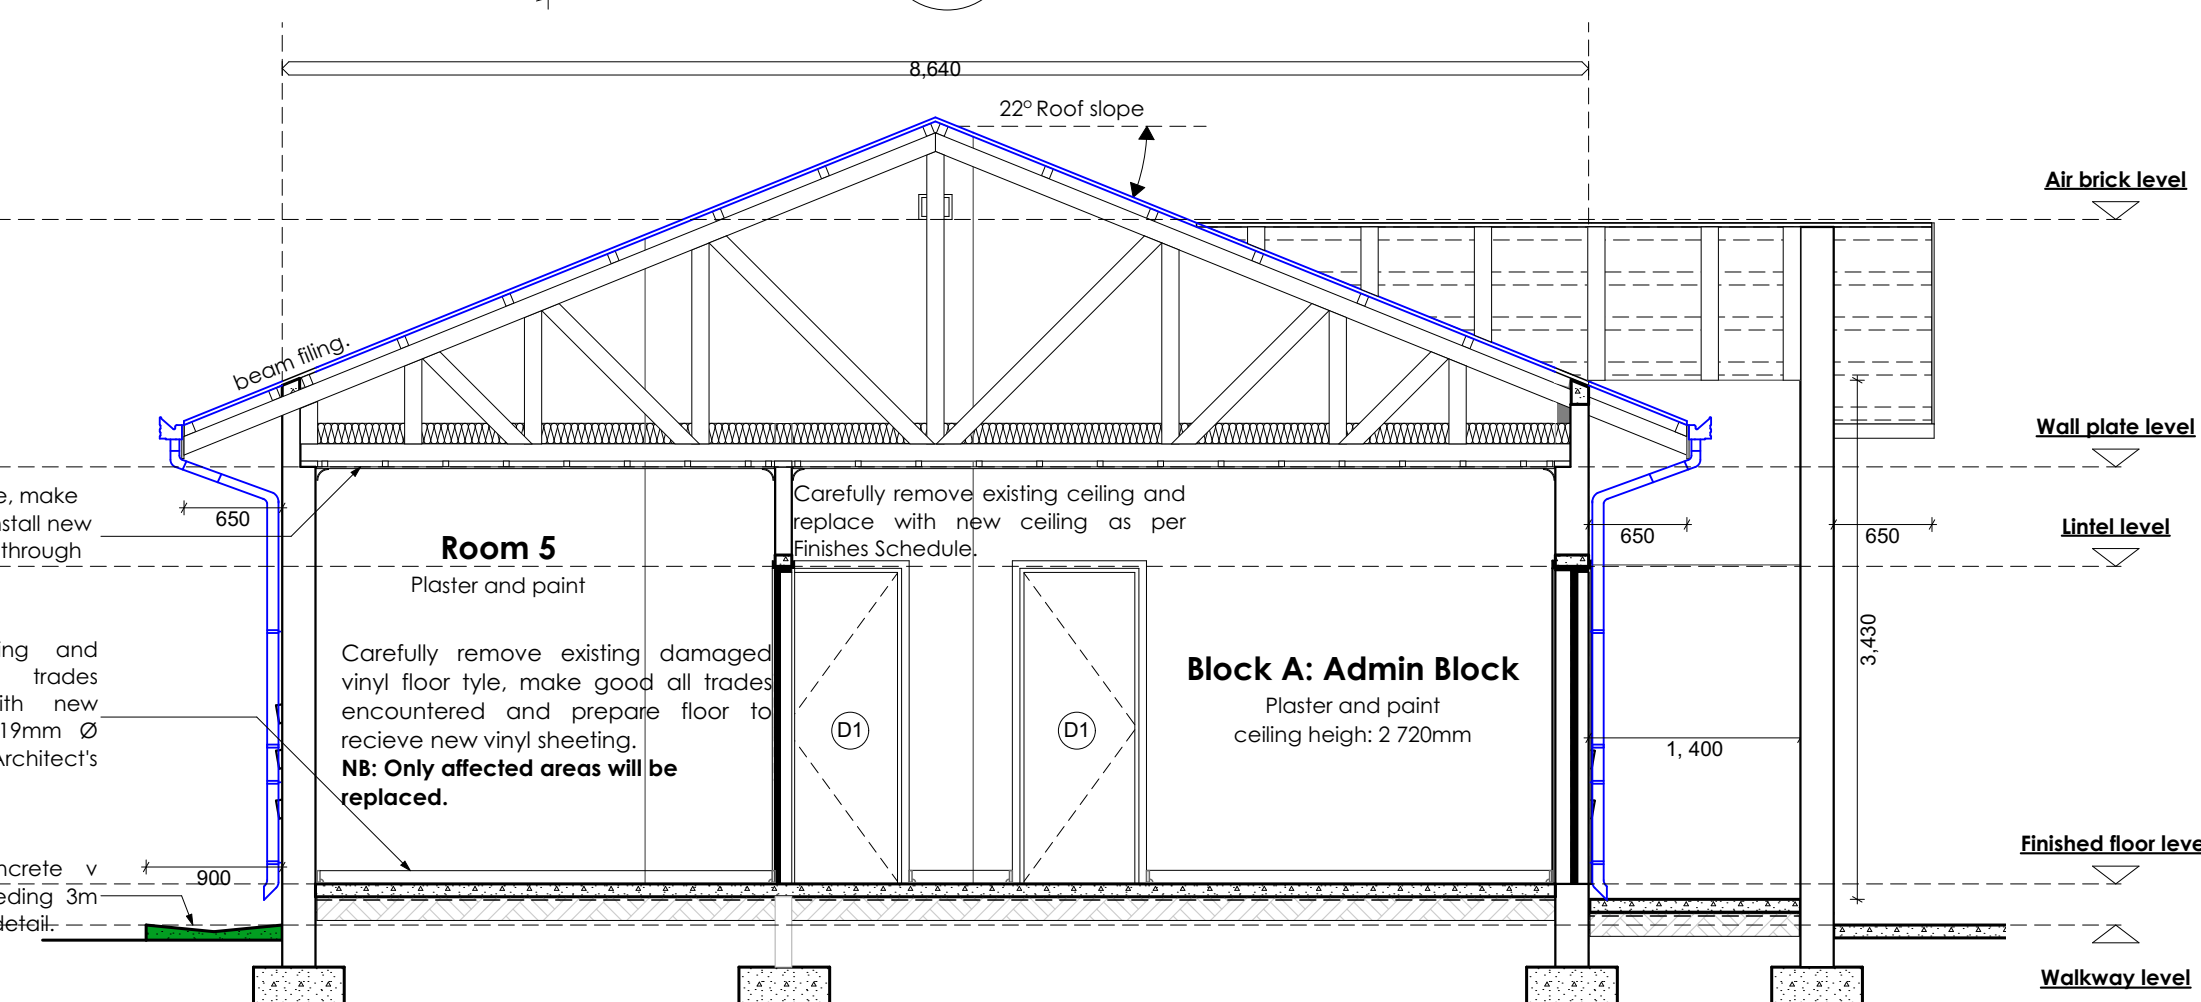 8,640
22° Roof slope
Air brick level
beam filing.
Wall plate level
e, make
nstall new
through
650
Carefully remove existing ceiling and
replace with new ceiling as per
Finishes Schedule.
650
650
Lintel level
Room 5
Plaster and paint
3,430
ing and
trades
ith new
19mm Ø
Architect's
Carefully remove existing damaged
vinyl floor tyle, make good all trades
encountered and prepare floor to
recieve new vinyl sheeting.
NB: Only affected areas will be
replaced.
D1
D1
Block A: Admin Block
Plaster and paint
ceiling heigh: 2 720mm
1, 400
Finished floor leve
ncrete v
eeding 3m
detail.
900
Walkway level